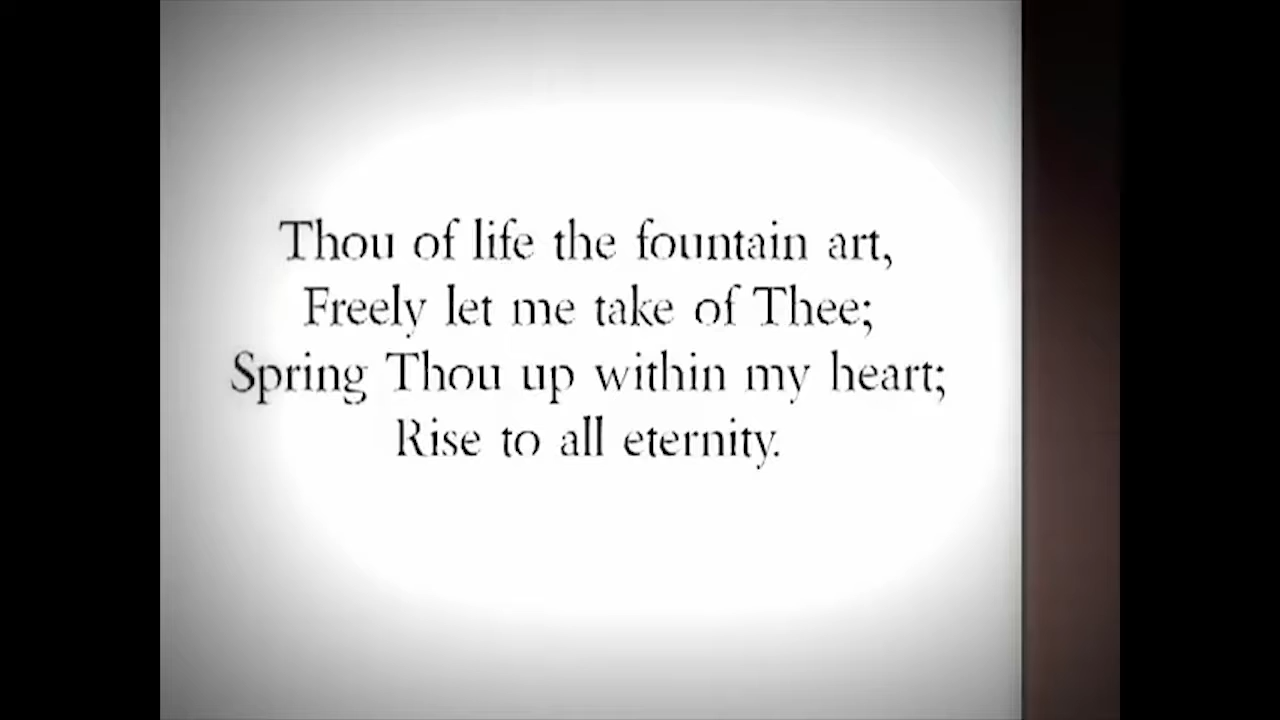 Thou of life the fountain art,
Freely let me take of Thee;
Spring Thou up within my heart;
Rise to all eternity.